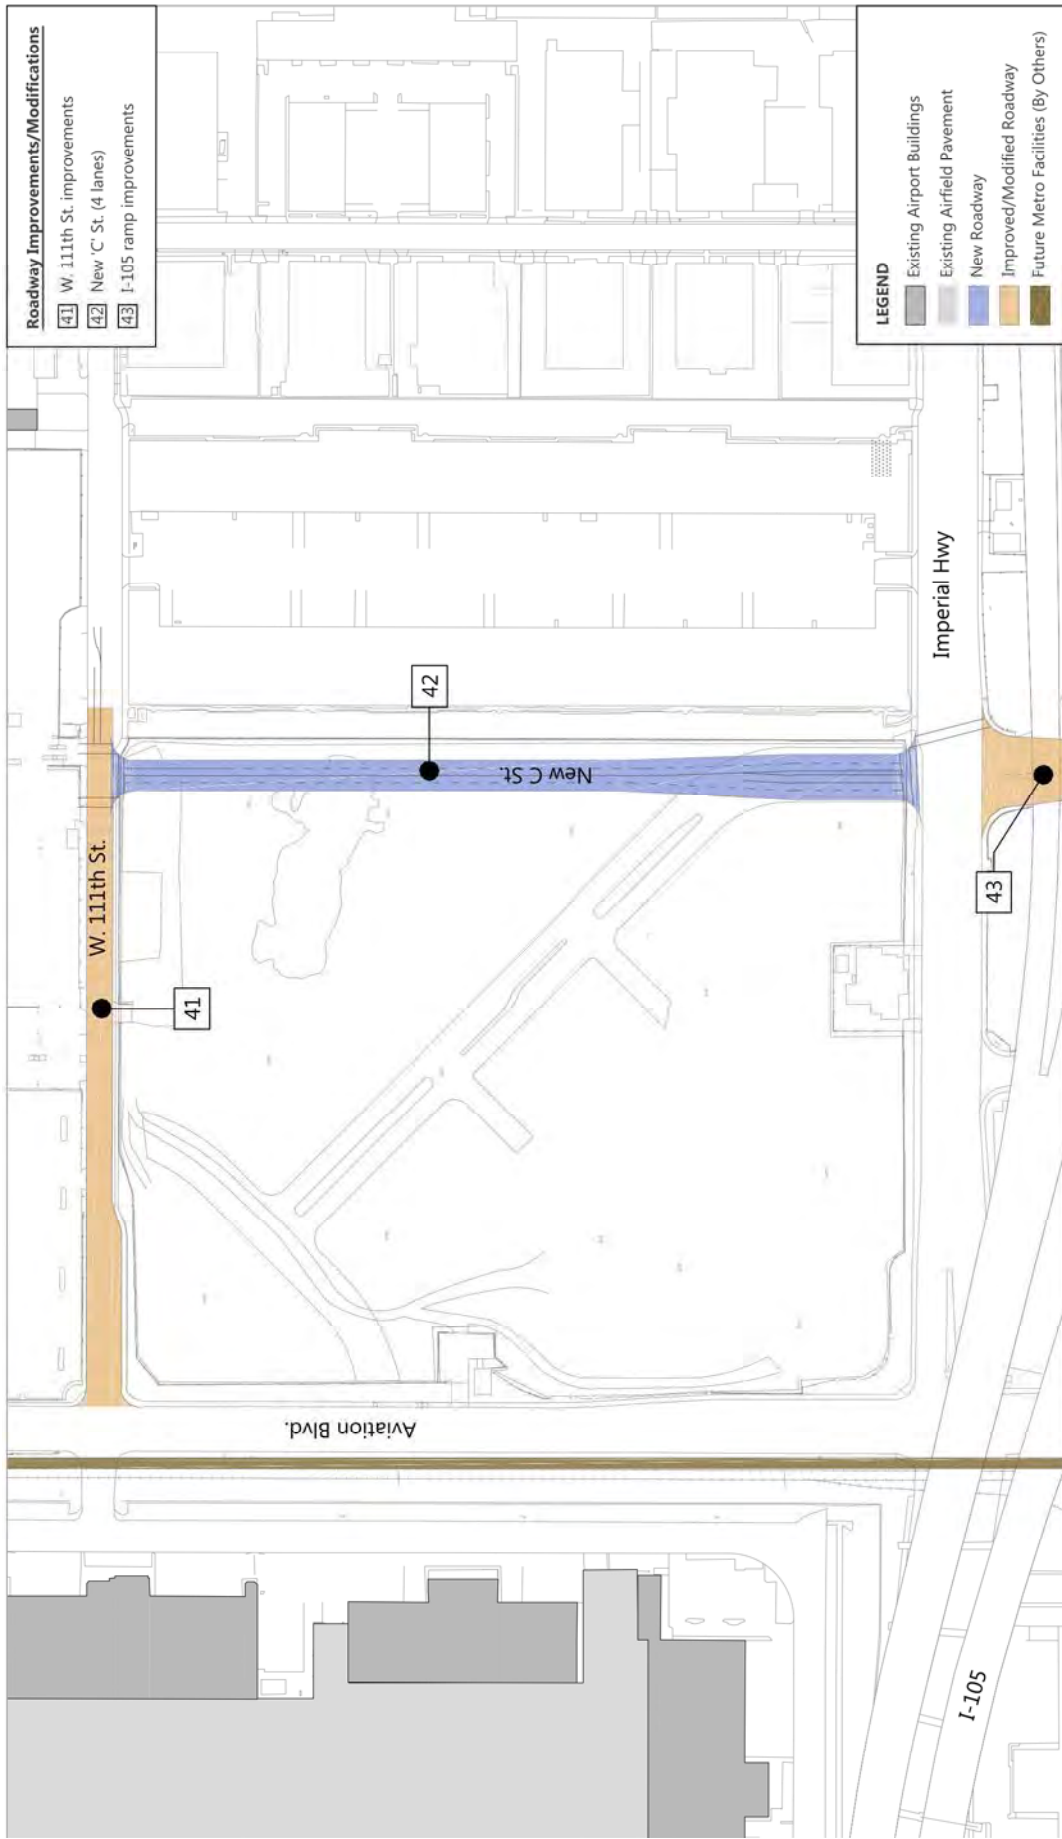 Roadway Improvements/Modifications
41 W. 111th St. improvements
42 New 'C' St. (4 lanes)
43 I-105 ramp improvements
W. 111th St.
41
42
New C St.
Aviation Blvd.
Imperial Hwy
43
I-105
LEGEND
Existing Airport Buildings
Existing Airfield Pavement
New Roadway
Improved/Modified Roadway
Future Metro Facilities (By Others)